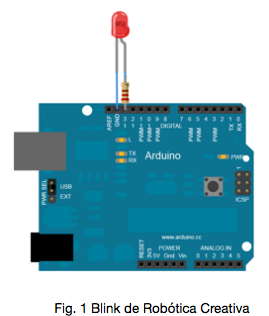 AREF
GND
13
12
11
10
9
8
DIGITAL
7
6
5
4
3
2
1
0
PWM
PWM
PWM
PWM
PWM
PWM
TX
RX
L
TX
RX
Arduino
PWR
PWR SEL
USB
EXT
1
ICSP
www.arduino.cc
POWER
ANALOG IN
RESET
3V3
5V
Gnd
Vin
0 1 2 3 4 5
Fig. 1 Blink de Robótica Creativa